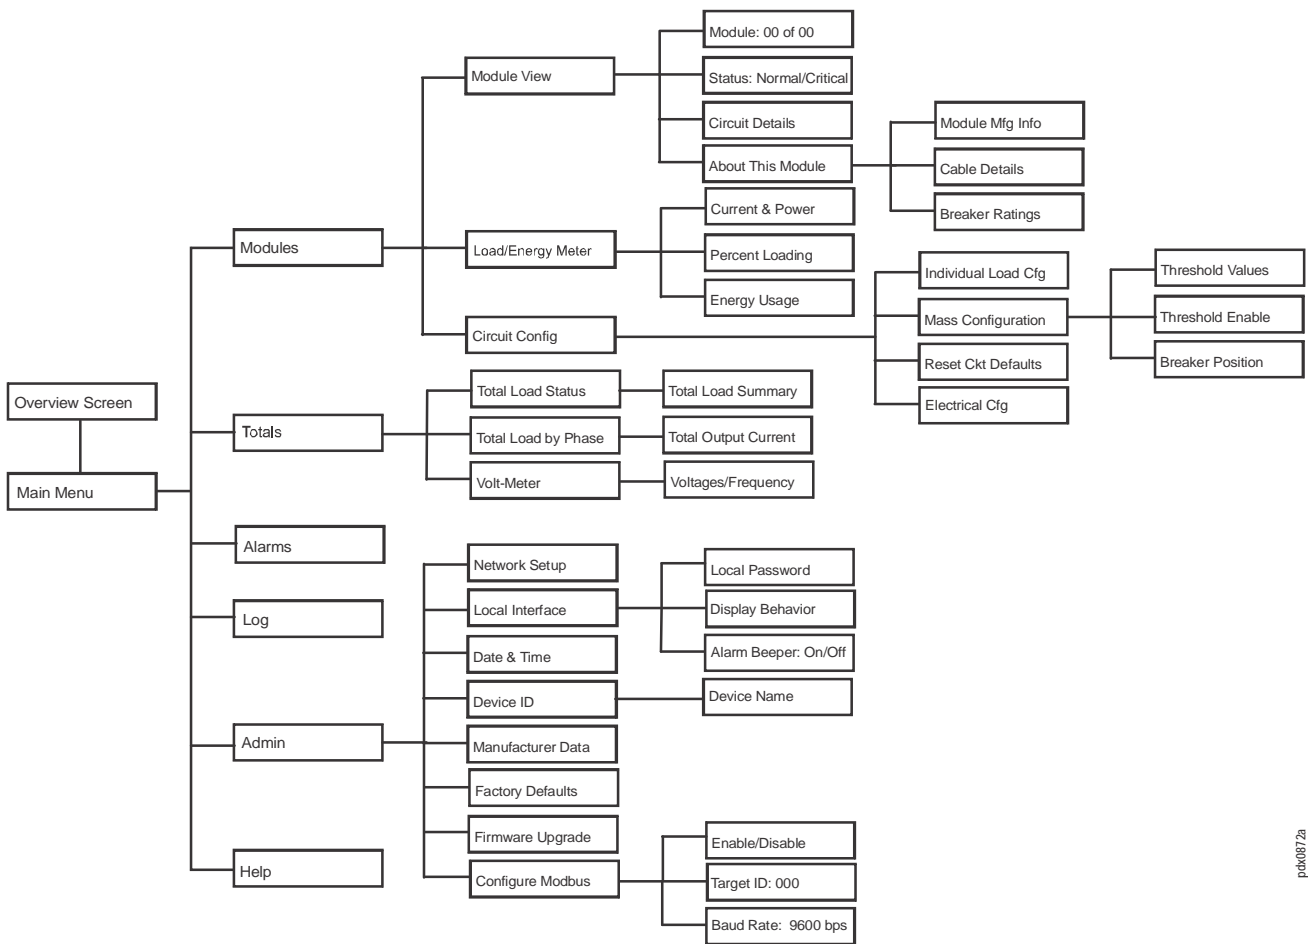 Overview Screen
Main Menu
Modules
Module View
Module: 00 of 00
Status: Normal/Critical
Circuit Details
About This Module
Module Mfg Info
Cable Details
Breaker Ratings
Load/Energy Meter
Current & Power
Percent Loading
Energy Usage
Circuit Config
Individual Load Cfg
Mass Configuration
Threshold Values
Threshold Enable
Breaker Position
Reset Ckt Defaults
Electrical Cfg
Totals
Total Load Status
Total Load Summary
Total Load by Phase
Total Output Current
Volt-Meter
Voltages/Frequency
Alarms
Log
Admin
Network Setup
Local Interface
Local Password
Display Behavior
Alarm Beeper: On/Off
Date & Time
Device ID
Device Name
Manufacturer Data
Factory Defaults
Firmware Upgrade
Configure Modbus
Enable/Disable
Target ID: 000
Baud Rate: 9600 bps
Help
pdx0872a